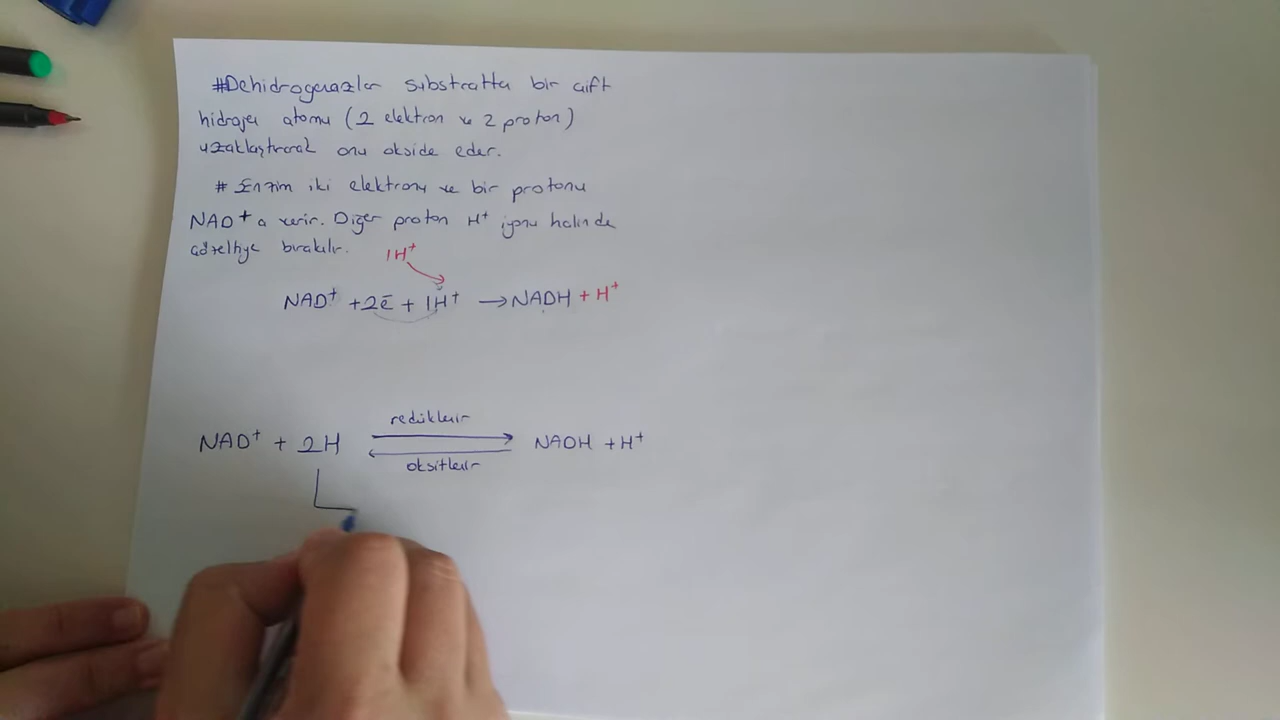 #Dehidrogenazlar substratta bir çift
hidrojen atomu (2 elektron ve 2 proton)
uzaklaştırarak onu okside eder.
# Enzim iki elektronu ve bir protonu
NAD⁺ a verir. Diğer proton H⁺ iyonu halinde
çözeltiye bırakılır.
1H⁺
NAD⁺ + 2ē + 1H⁺ → NADH + H⁺
redüklenir
NAD⁺ + 2H ⇄ NADH + H⁺
oksitlenir